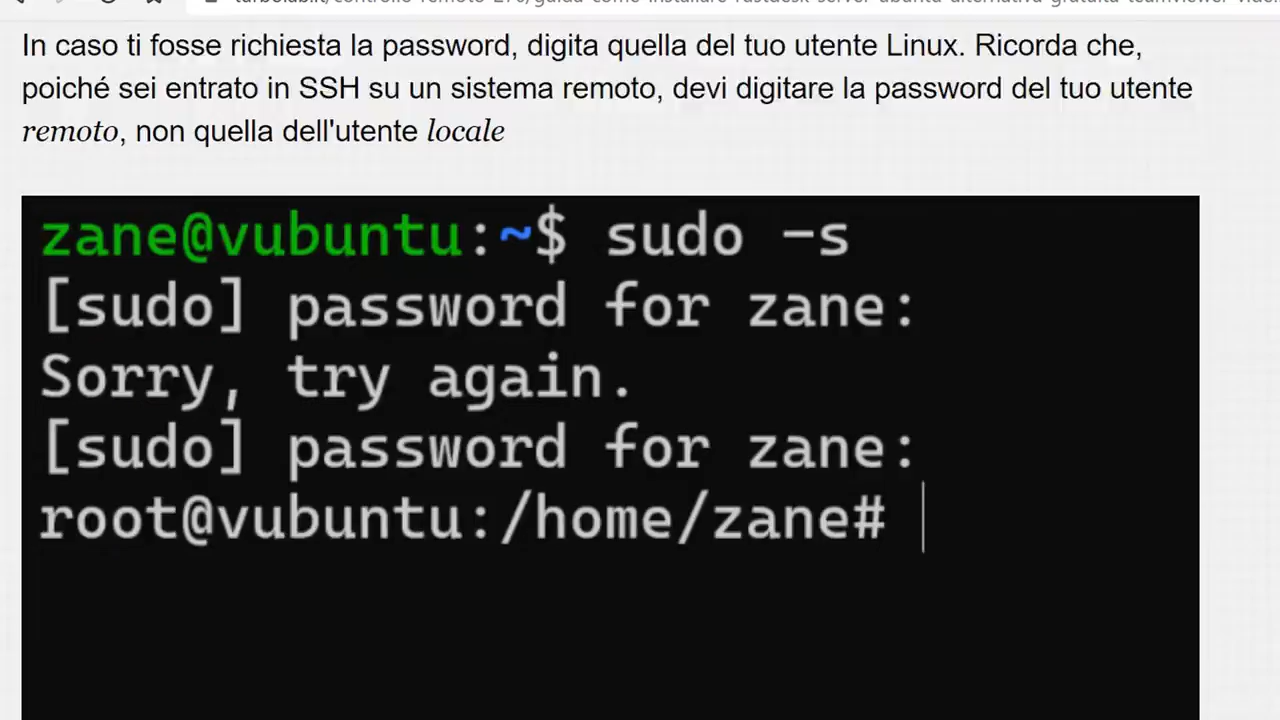 In caso ti fosse richiesta la password, digita quella del tuo utente Linux. Ricorda che,
poiché sei entrato in SSH su un sistema remoto, devi digitare la password del tuo utente
remoto, non quella dell'utente locale
zane@vubuntu:~$ sudo -s
[sudo] password for zane:
Sorry, try again.
[sudo] password for zane:
root@vubuntu:/home/zane#